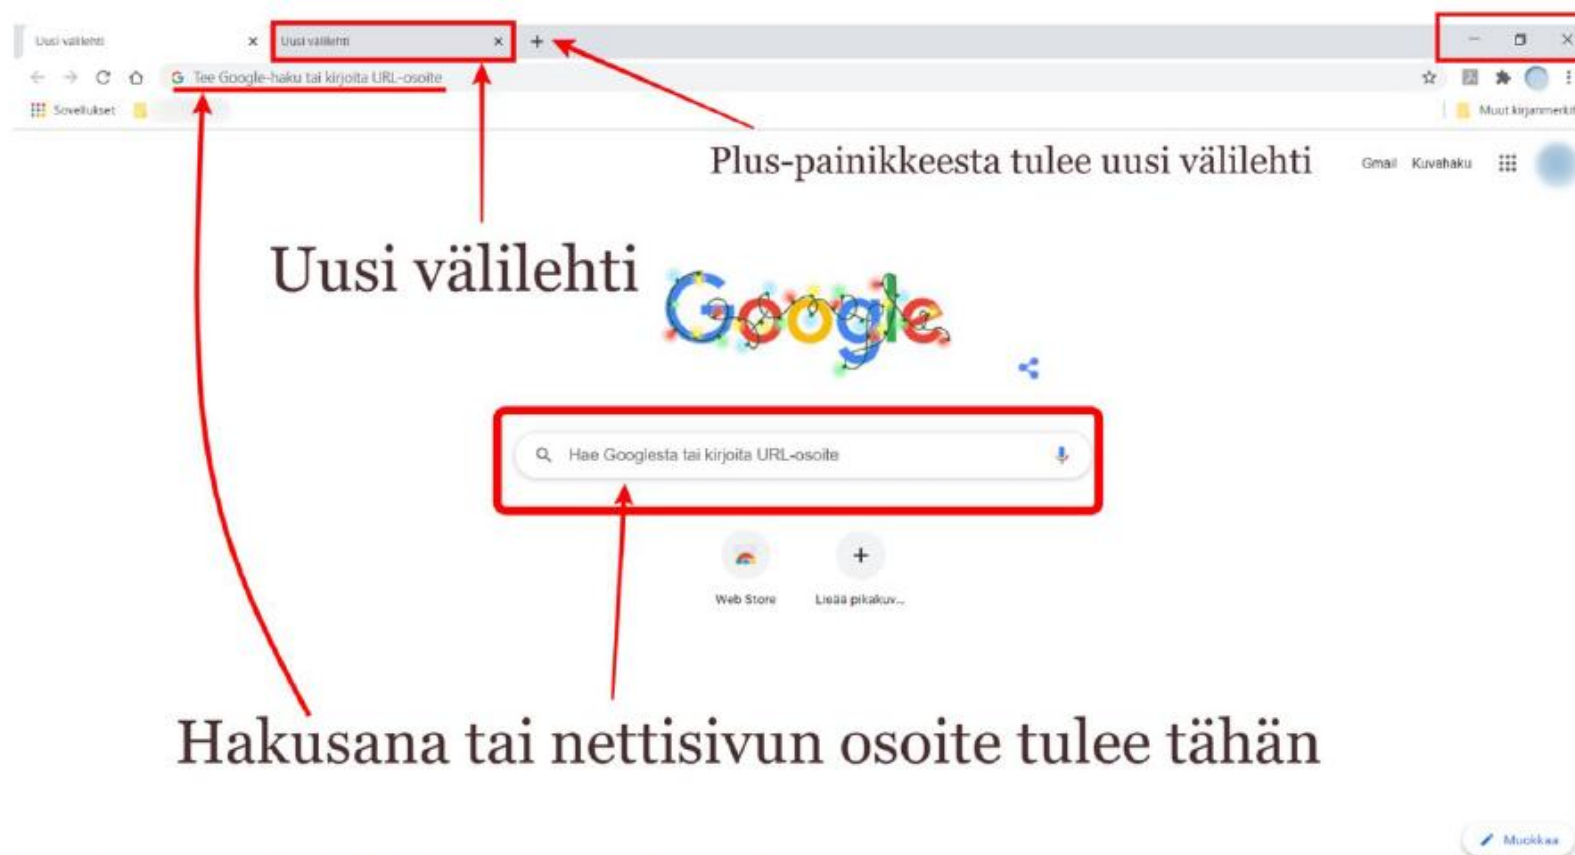 Uusi välilehti
Uusi välilehti
Tee Google-haku tai kirjoita URL-osoite
Sovellukset
Muut kirjanmerkit
Plus-painikkeesta tulee uusi välilehti
Gmail Kuvahaku
Uusi välilehti
Google
Hae Googlesta tai kirjoita URL-osoite
Web Store
Lisää pikakuv...
Hakusana tai nettisivun osoite tulee tähän
Muokkaa